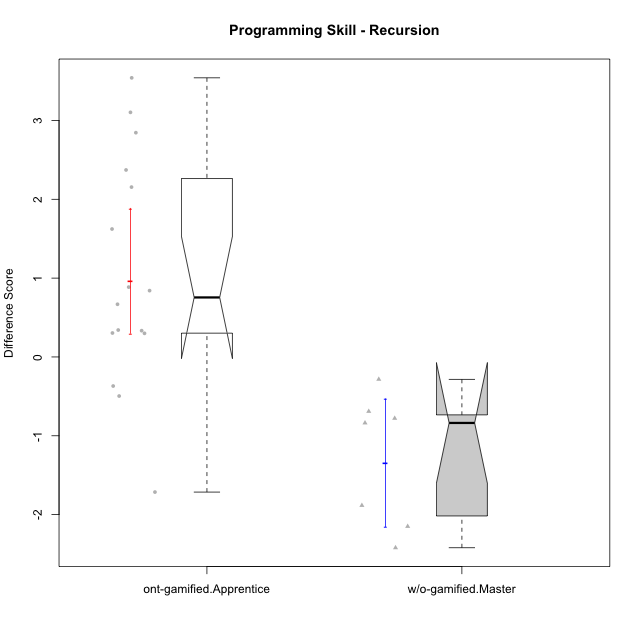 Programming Skill - Recursion
Difference Score
3
2
1
0
-1
-2
ont-gamified.Apprentice
w/o-gamified.Master